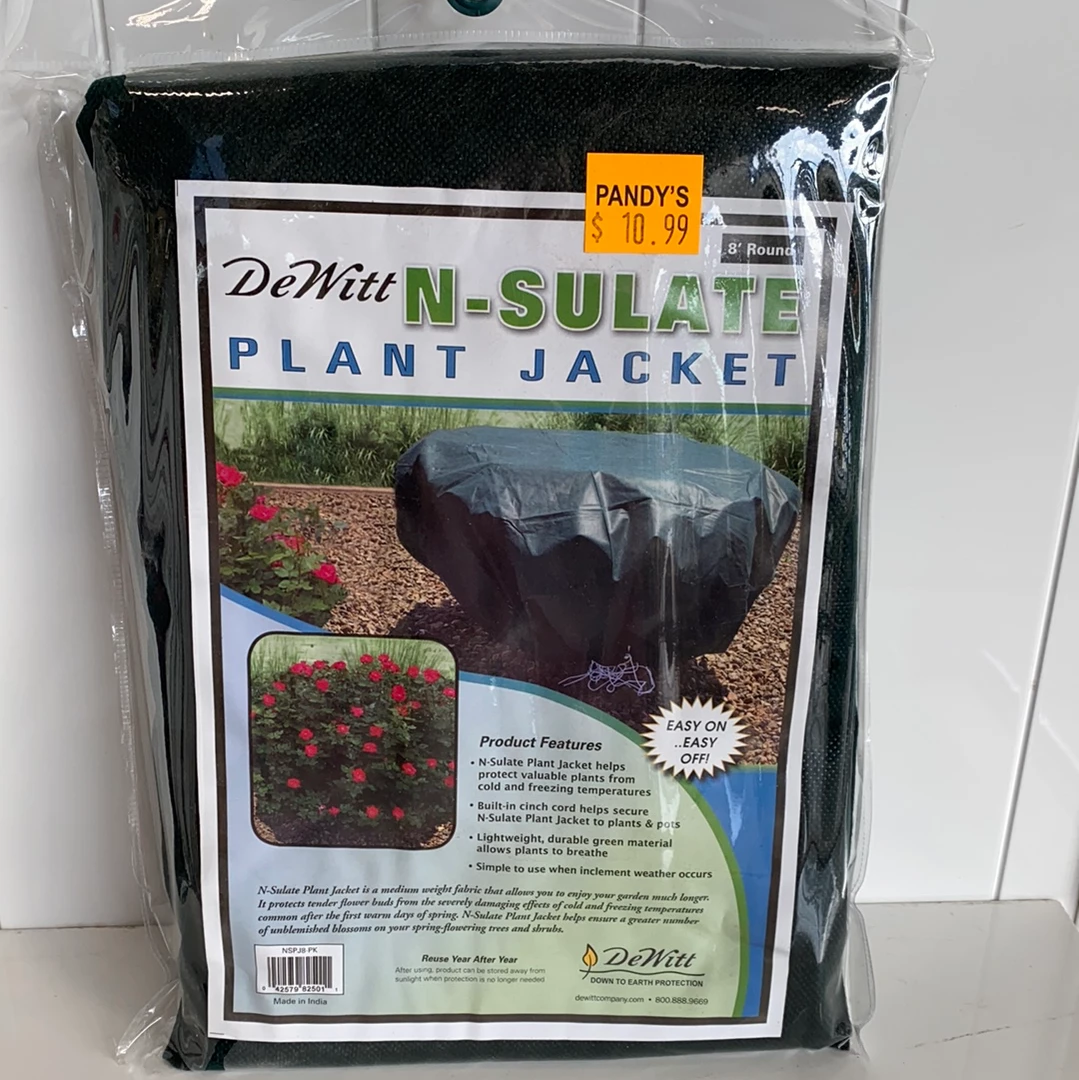 PANDY'S
$ 10.99
8' Round
DeWitt N-SULATE
PLANT JACKET
EASY ON
..EASY
OFF!
Product Features
• N-Sulate Plant Jacket helps
protect valuable plants from
cold and freezing temperatures
• Built-in cinch cord helps secure
N-Sulate Plant Jacket to plants & pots
• Lightweight, durable green material
allows plants to breathe
• Simple to use when inclement weather occurs
N-Sulate Plant Jacket is a medium weight fabric that allows you to enjoy your garden much longer.
It protects tender flower buds from the severely damaging effects of cold and freezing temperatures
common after the first warm days of spring. N-Sulate Plant Jacket helps ensure a greater number
of unblemished blossoms on your spring-flowering trees and shrubs.
NSPJ8-PK
0 42579 82501 1
Made in India
Reuse Year After Year
After using, product can be stored away from
sunlight when protection is no longer needed
DeWitt
DOWN TO EARTH PROTECTION
dewittcompany.com • 800.888.9669